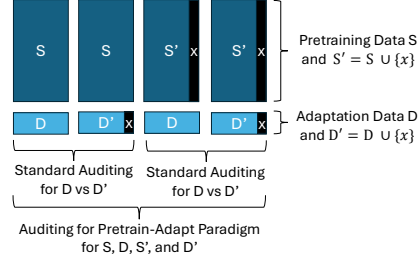 S
S
S’
x
S’
x
Pretraining Data S
and S′ = S ∪ {x}
D
D’
x
D
D’
x
Adaptation Data D
and D′ = D ∪ {x}
Standard Auditing
for D vs D’
Standard Auditing
for D vs D’
Auditing for Pretrain-Adapt Paradigm
for S, D, S’, and D’